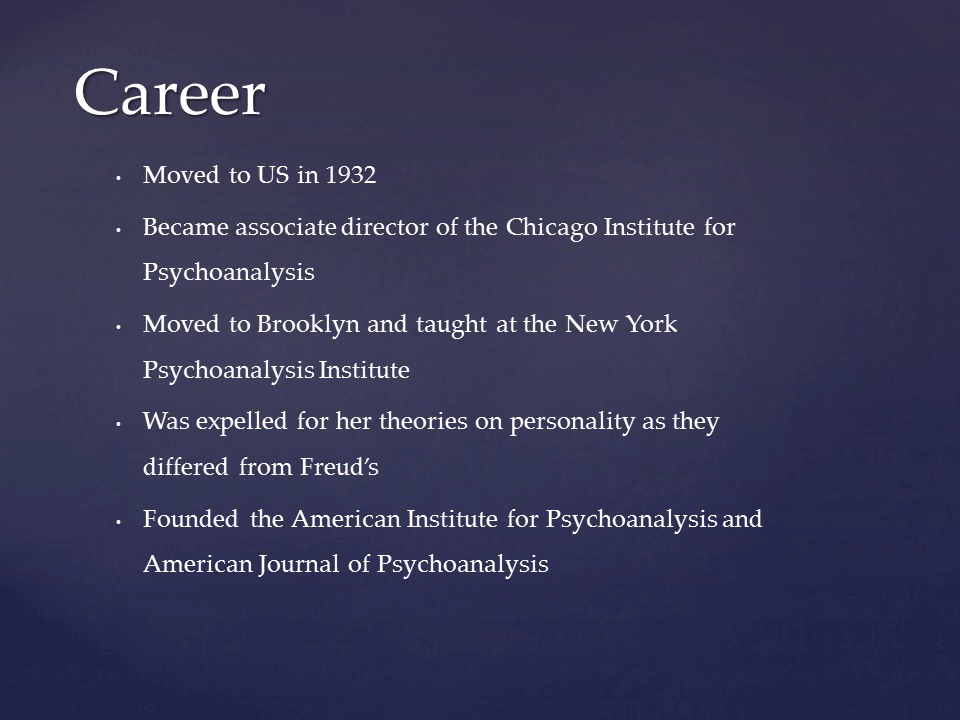 Career
• Moved to US in 1932
• Became associate director of the Chicago Institute for
Psychoanalysis
• Moved to Brooklyn and taught at the New York
Psychoanalysis Institute
• Was expelled for her theories on personality as they
differed from Freud’s
• Founded the American Institute for Psychoanalysis and
American Journal of Psychoanalysis